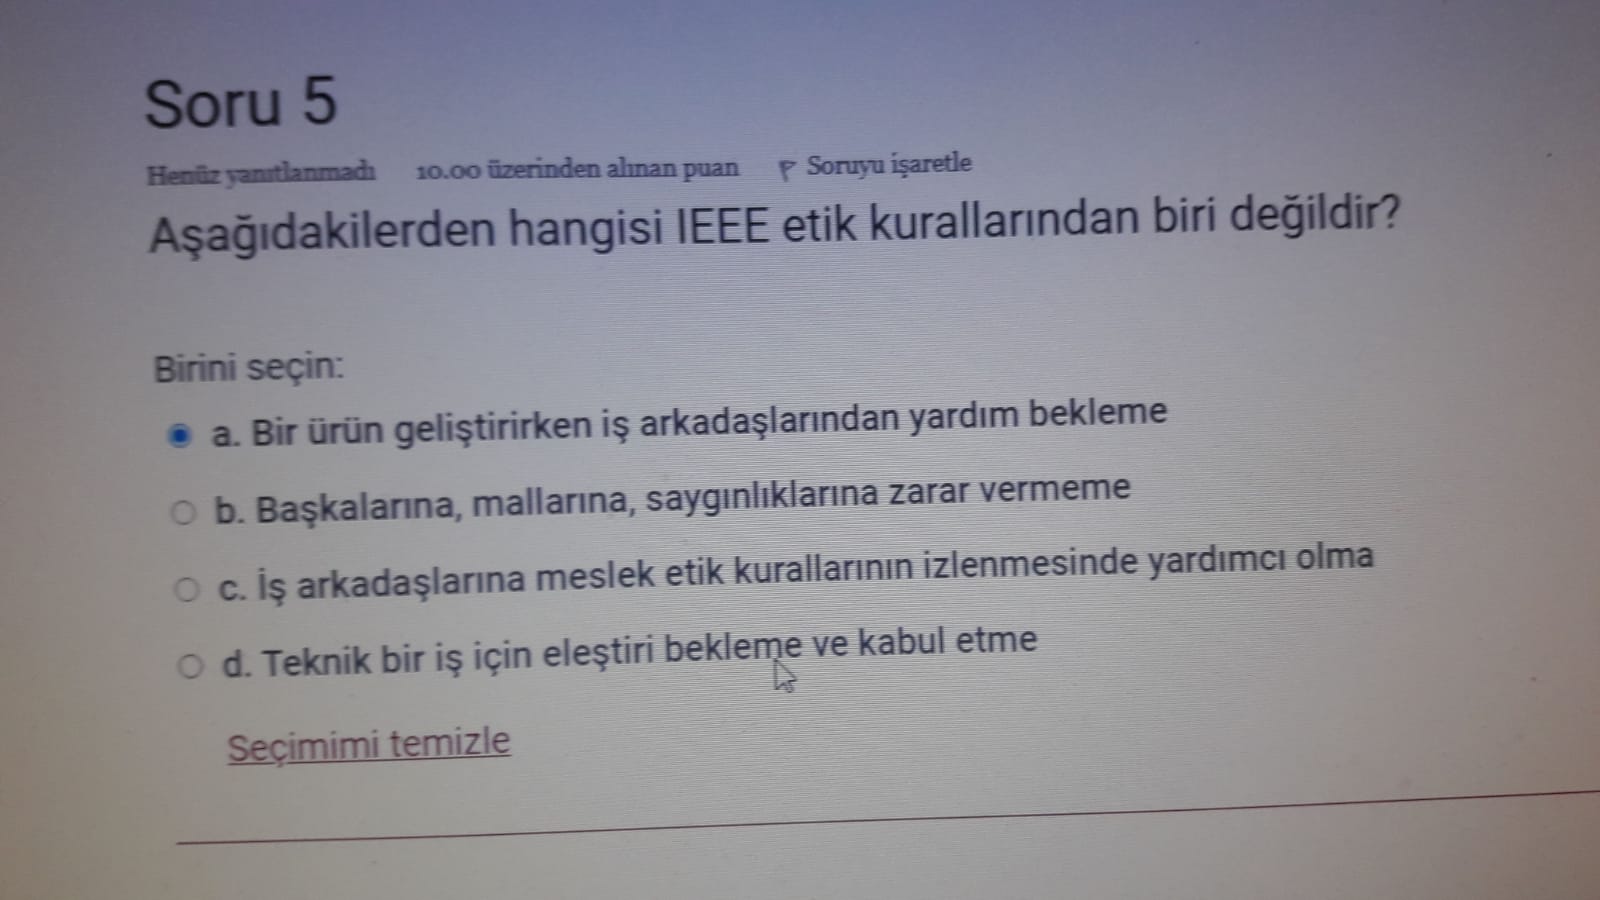 Soru 5
Henüz yanıtlanmadı 10.00 üzerinden alınan puan Soruyu işaretle
Aşağıdakilerden hangisi IEEE etik kurallarından biri değildir?
Birini seçin:
a. Bir ürün geliştirirken iş arkadaşlarından yardım bekleme
b. Başkalarına, mallarına, saygınlıklarına zarar vermeme
c. İş arkadaşlarına meslek etik kurallarının izlenmesinde yardımcı olma
d. Teknik bir iş için eleştiri bekleme ve kabul etme
Seçimimi temizle